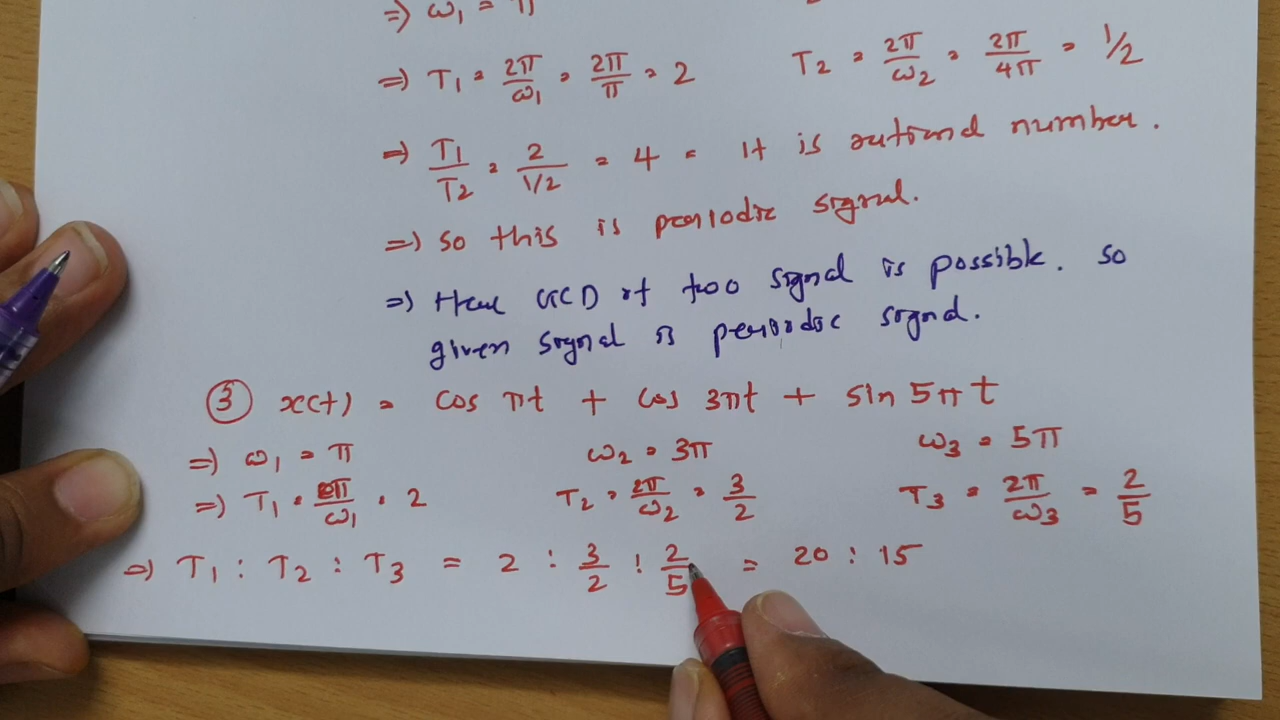 ⇒ ω₁ = π
⇒ T₁ = 2π/ω₁ = 2π/π = 2 T₂ = 2π/ω₂ = 2π/4π = 1/2
⇒ T₁/T₂ = 2/(1/2) = 4 = It is rational number.
⇒ so this is periodic signal.
⇒ Here GCD of two signal is possible. so
given signal is periodic signal.
③ x(t) = cos πt + cos 3πt + sin 5πt
⇒ ω₁ = π ω₂ = 3π ω₃ = 5π
⇒ T₁ = 2π/ω₁ = 2 T₂ = 2π/ω₂ = 3/2 T₃ = 2π/ω₃ = 2/5
⇒ T₁ : T₂ : T₃ = 2 : 3/2 : 2/5 = 20 : 15